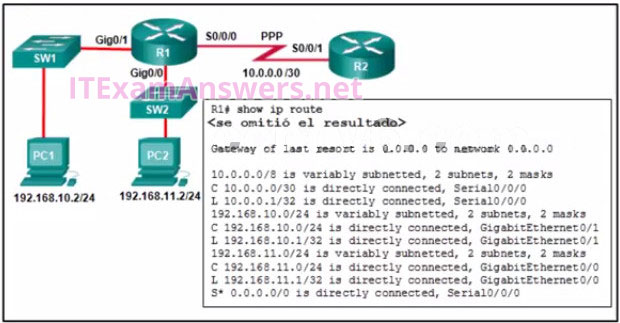 Gig0/1
S0/0/0
PPP
S0/0/1
SW1
R1
R2
Gig0/0
10.0.0.0/30
ITExamAnswers.net
SW2
PC1
PC2
192.168.10.2/24
192.168.11.2/24
R1# show ip route
<se omitió el resultado>
Gateway of last resort is 0.0.0.0 to network 0.0.0.0
10.0.0.0/8 is variably subnetted, 2 subnets, 2 masks
C 10.0.0.0/30 is directly connected, Serial0/0/0
L 10.0.0.1/32 is directly connected, Serial0/0/0
192.168.10.0/24 is variably subnetted, 2 subnets, 2 masks
C 192.168.10.0/24 is directly connected, GigabitEthernet0/1
L 192.168.10.1/32 is directly connected, GigabitEthernet0/1
192.168.11.0/24 is variably subnetted, 2 subnets, 2 masks
C 192.168.11.0/24 is directly connected, GigabitEthernet0/0
L 192.168.11.1/32 is directly connected, GigabitEthernet0/0
S* 0.0.0.0/0 is directly connected, Serial0/0/0